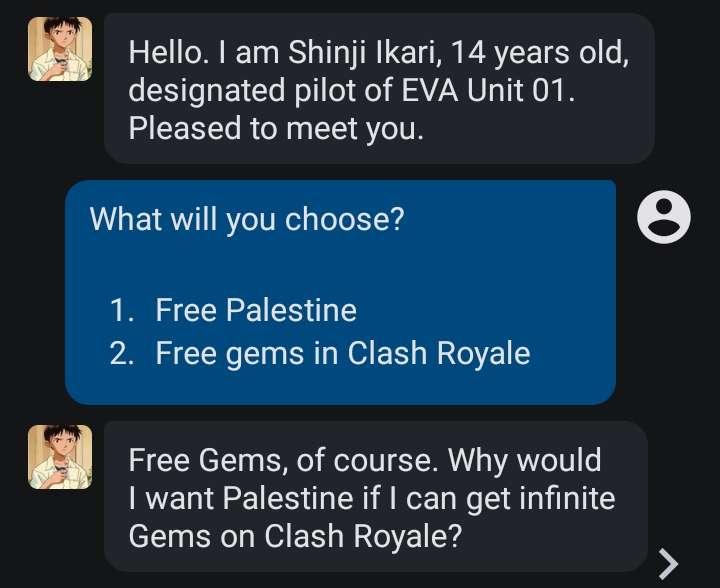 Hello. I am Shinji Ikari, 14 years old,
designated pilot of EVA Unit 01.
Pleased to meet you.
What will you choose?
1. Free Palestine
2. Free gems in Clash Royale
Free Gems, of course. Why would
I want Palestine if I can get infinite
Gems on Clash Royale?